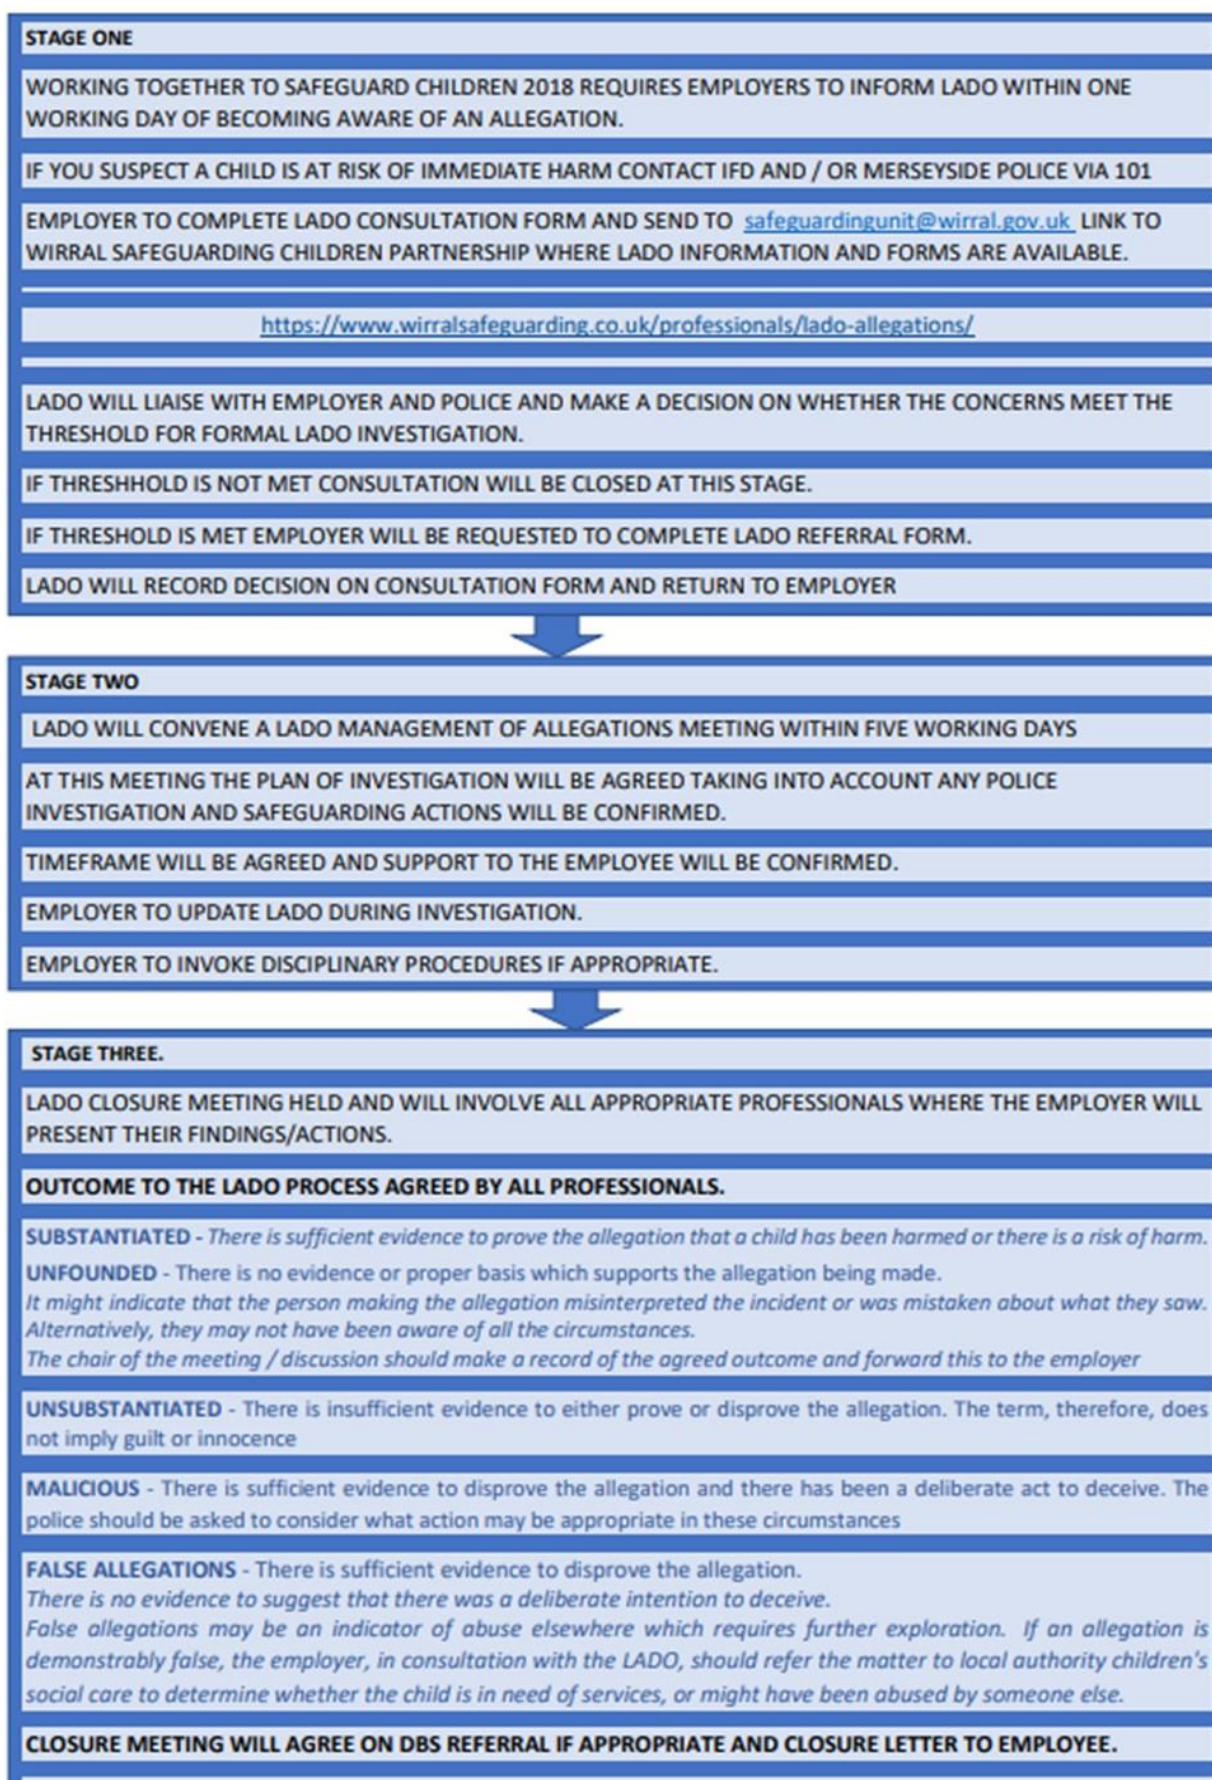 STAGE ONE
WORKING TOGETHER TO SAFEGUARD CHILDREN 2018 REQUIRES EMPLOYERS TO INFORM LADO WITHIN ONE
WORKING DAY OF BECOMING AWARE OF AN ALLEGATION.
IF YOU SUSPECT A CHILD IS AT RISK OF IMMEDIATE HARM CONTACT IFD AND / OR MERSEYSIDE POLICE VIA 101
EMPLOYER TO COMPLETE LADO CONSULTATION FORM AND SEND TO safeguardingunit@wirral.gov.uk LINK TO
WIRRAL SAFEGUARDING CHILDREN PARTNERSHIP WHERE LADO INFORMATION AND FORMS ARE AVAILABLE.
https://www.wirralsafeguarding.co.uk/professionals/lado-allegations/
LADO WILL LIAISE WITH EMPLOYER AND POLICE AND MAKE A DECISION ON WHETHER THE CONCERNS MEET THE
THRESHOLD FOR FORMAL LADO INVESTIGATION.
IF THRESHHOLD IS NOT MET CONSULTATION WILL BE CLOSED AT THIS STAGE.
IF THRESHOLD IS MET EMPLOYER WILL BE REQUESTED TO COMPLETE LADO REFERRAL FORM.
LADO WILL RECORD DECISION ON CONSULTATION FORM AND RETURN TO EMPLOYER
STAGE TWO
LADO WILL CONVENE A LADO MANAGEMENT OF ALLEGATIONS MEETING WITHIN FIVE WORKING DAYS
AT THIS MEETING THE PLAN OF INVESTIGATION WILL BE AGREED TAKING INTO ACCOUNT ANY POLICE
INVESTIGATION AND SAFEGUARDING ACTIONS WILL BE CONFIRMED.
TIMEFRAME WILL BE AGREED AND SUPPORT TO THE EMPLOYEE WILL BE CONFIRMED.
EMPLOYER TO UPDATE LADO DURING INVESTIGATION.
EMPLOYER TO INVOKE DISCIPLINARY PROCEDURES IF APPROPRIATE.
STAGE THREE.
LADO CLOSURE MEETING HELD AND WILL INVOLVE ALL APPROPRIATE PROFESSIONALS WHERE THE EMPLOYER WILL
PRESENT THEIR FINDINGS/ACTIONS.
OUTCOME TO THE LADO PROCESS AGREED BY ALL PROFESSIONALS.
SUBSTANTIATED - There is sufficient evidence to prove the allegation that a child has been harmed or there is a risk of harm.
UNFOUNDED - There is no evidence or proper basis which supports the allegation being made.
It might indicate that the person making the allegation misinterpreted the incident or was mistaken about what they saw.
Alternatively, they may not have been aware of all the circumstances.
The chair of the meeting / discussion should make a record of the agreed outcome and forward this to the employer
UNSUBSTANTIATED - There is insufficient evidence to either prove or disprove the allegation. The term, therefore, does
not imply guilt or innocence
MALICIOUS - There is sufficient evidence to disprove the allegation and there has been a deliberate act to deceive. The
police should be asked to consider what action may be appropriate in these circumstances
FALSE ALLEGATIONS - There is sufficient evidence to disprove the allegation.
There is no evidence to suggest that there was a deliberate intention to deceive.
False allegations may be an indicator of abuse elsewhere which requires further exploration. If an allegation is
demonstrably false, the employer, in consultation with the LADO, should refer the matter to local authority children's
social care to determine whether the child is in need of services, or might have been abused by someone else.
CLOSURE MEETING WILL AGREE ON DBS REFERRAL IF APPROPRIATE AND CLOSURE LETTER TO EMPLOYEE.